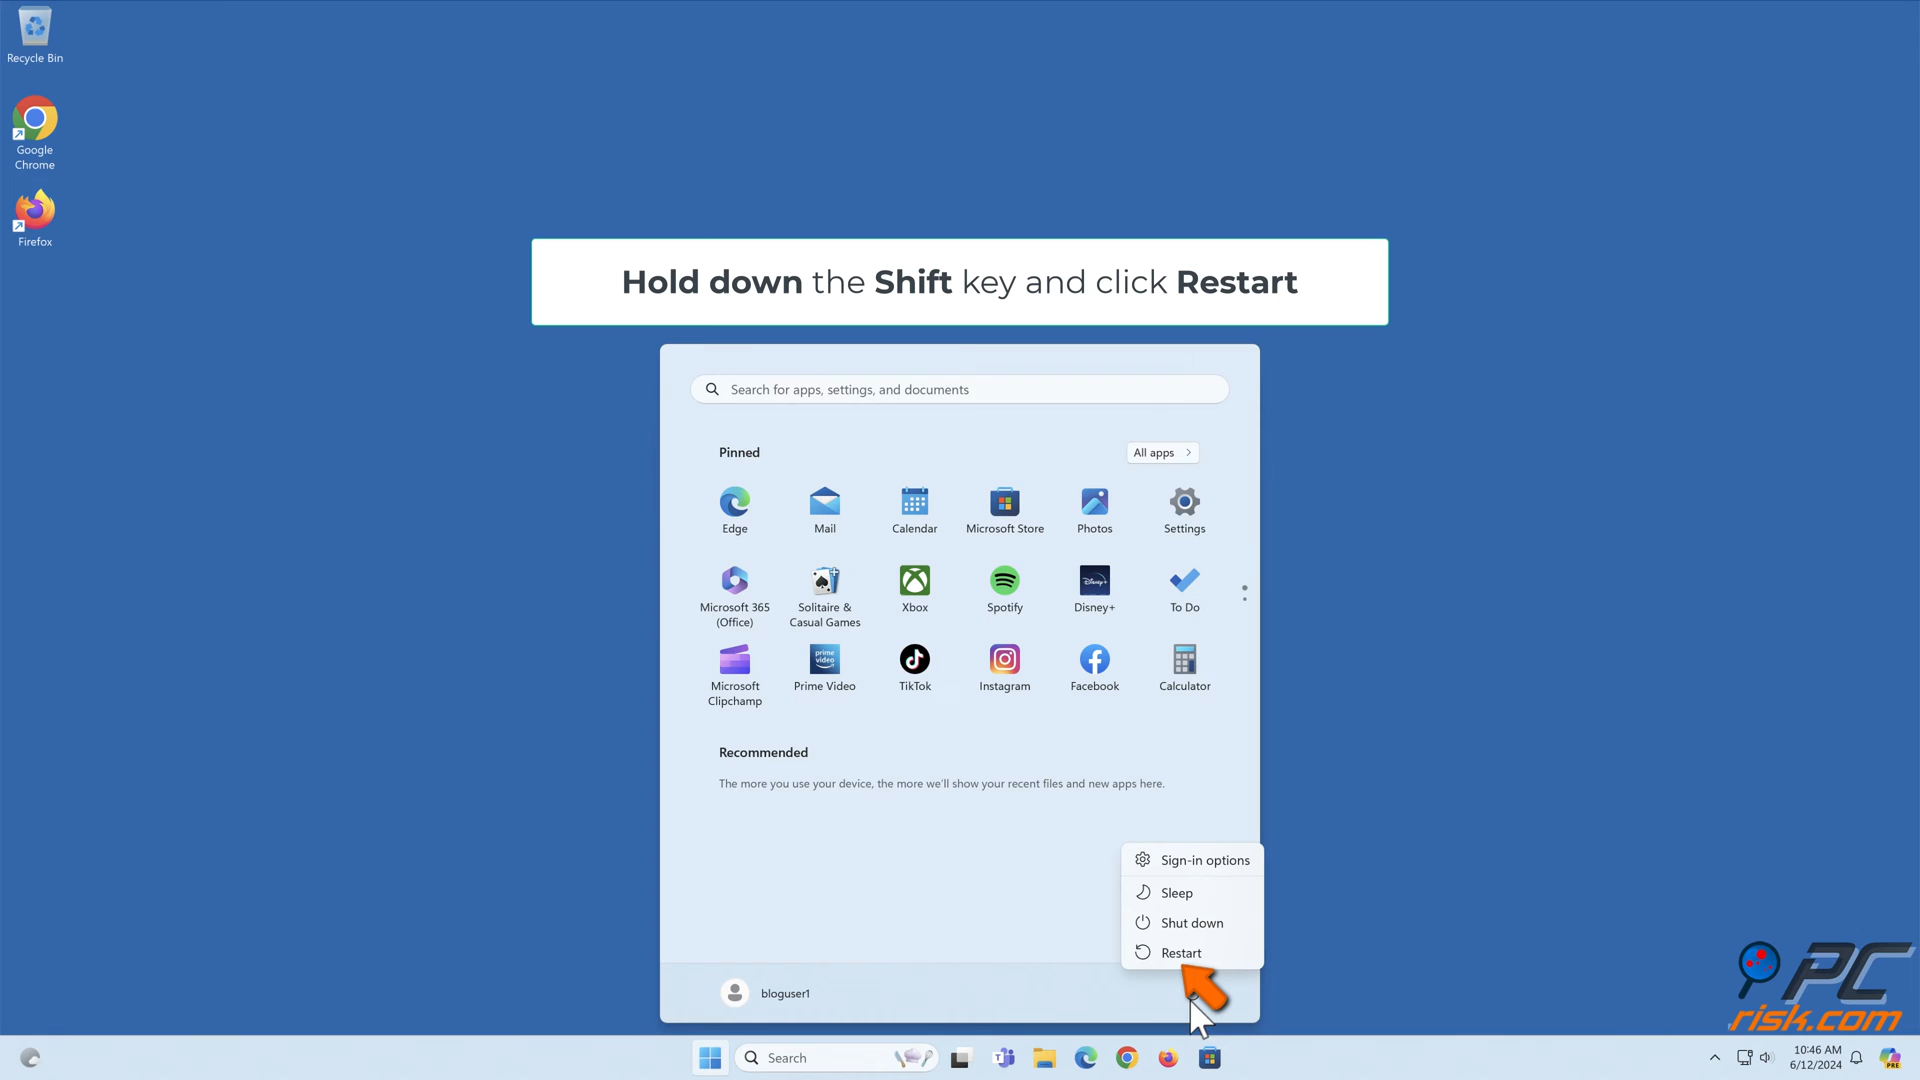 Recycle Bin
Google
Chrome
Firefox
Hold down the Shift key and click Restart
Search for apps, settings, and documents
Pinned
All apps
Edge
Mail
Calendar
Microsoft Store
Photos
Settings
Microsoft 365
(Office)
Solitaire &
Casual Games
Xbox
Spotify
Disney+
Disney+
To Do
Microsoft
Clipchamp
prime
video
Prime Video
TikTok
Instagram
Facebook
Calculator
Recommended
The more you use your device, the more we'll show your recent files and new apps here.
Sign-in options
Sleep
Shut down
Restart
bloguser1
PC
risk.com
Search
10:46 AM
6/12/2024
PRE